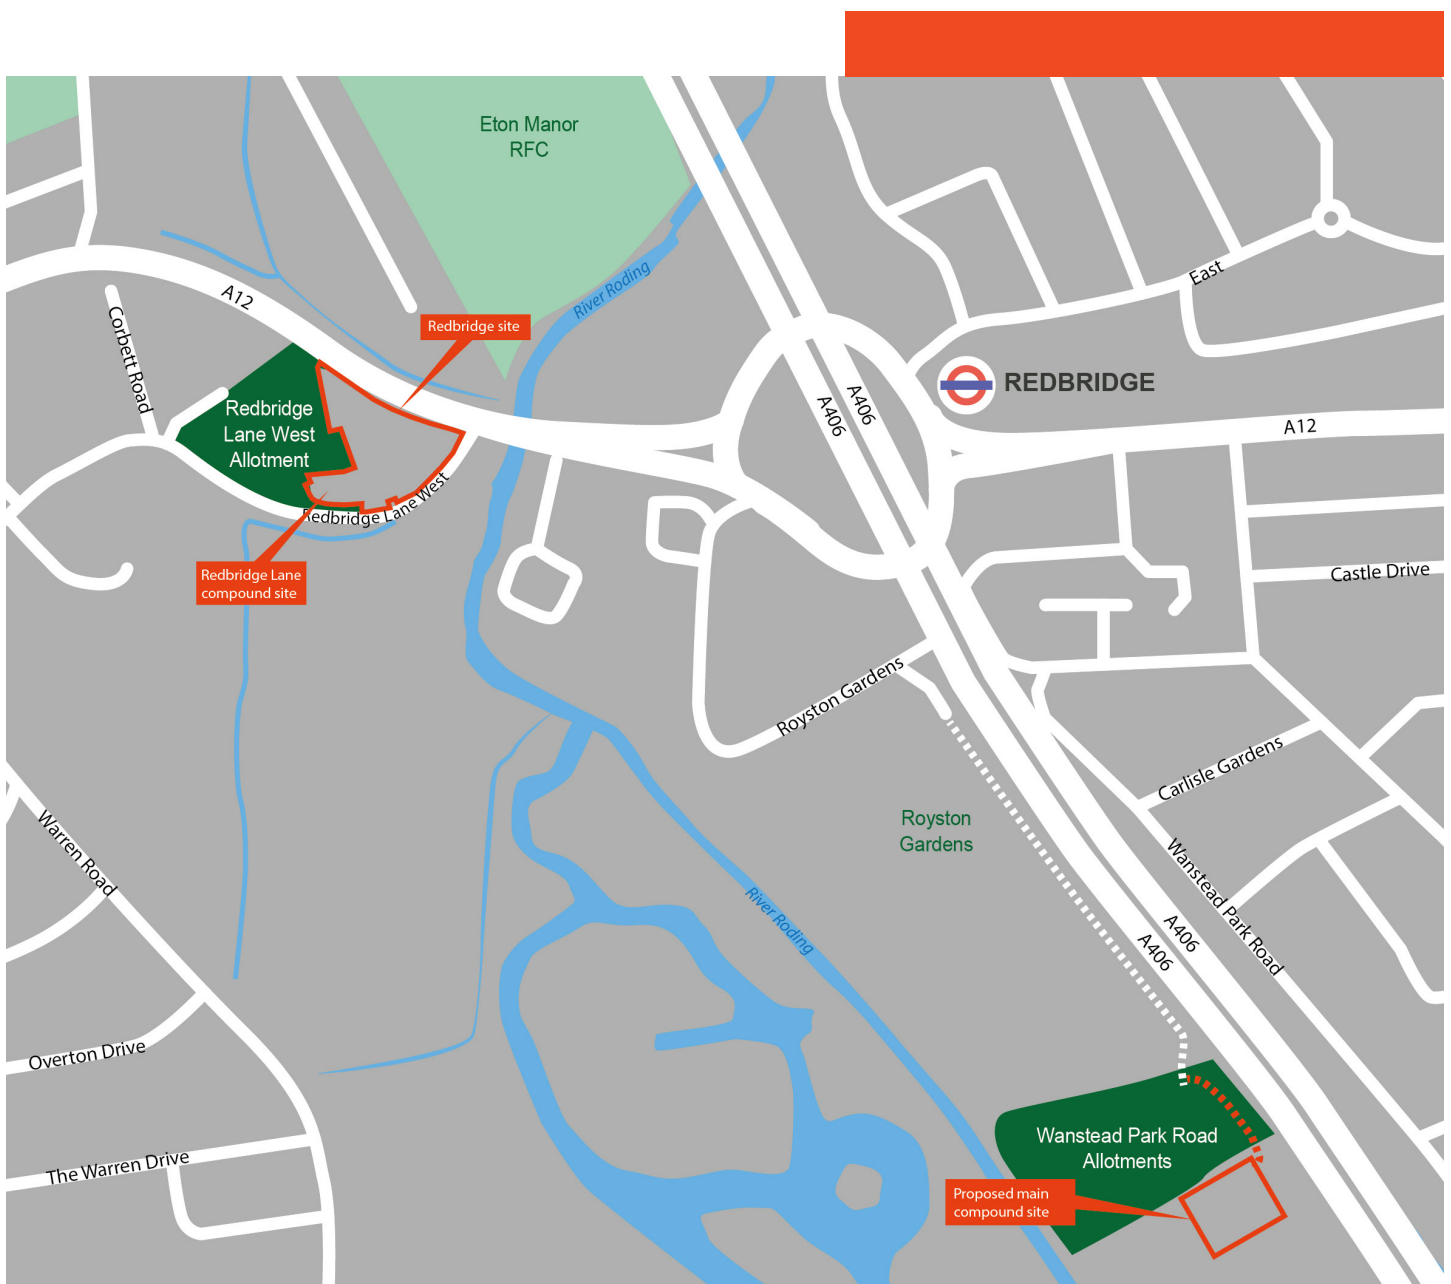 Eton Manor
RFC
River Roding
East
A12
Redbridge site
Corbett Road
A406
A406
REDBRIDGE
Redbridge
Lane West
Allotment
A12
Redbridge Lane West
Redbridge Lane
compound site
Castle Drive
Royston Gardens
Carlisle Gardens
Royston
Gardens
Warren Road
Wanstead Park Road
River Roding
A406
A406
Overton Drive
Wanstead Park Road
Allotments
The Warren Drive
Proposed main
compound site